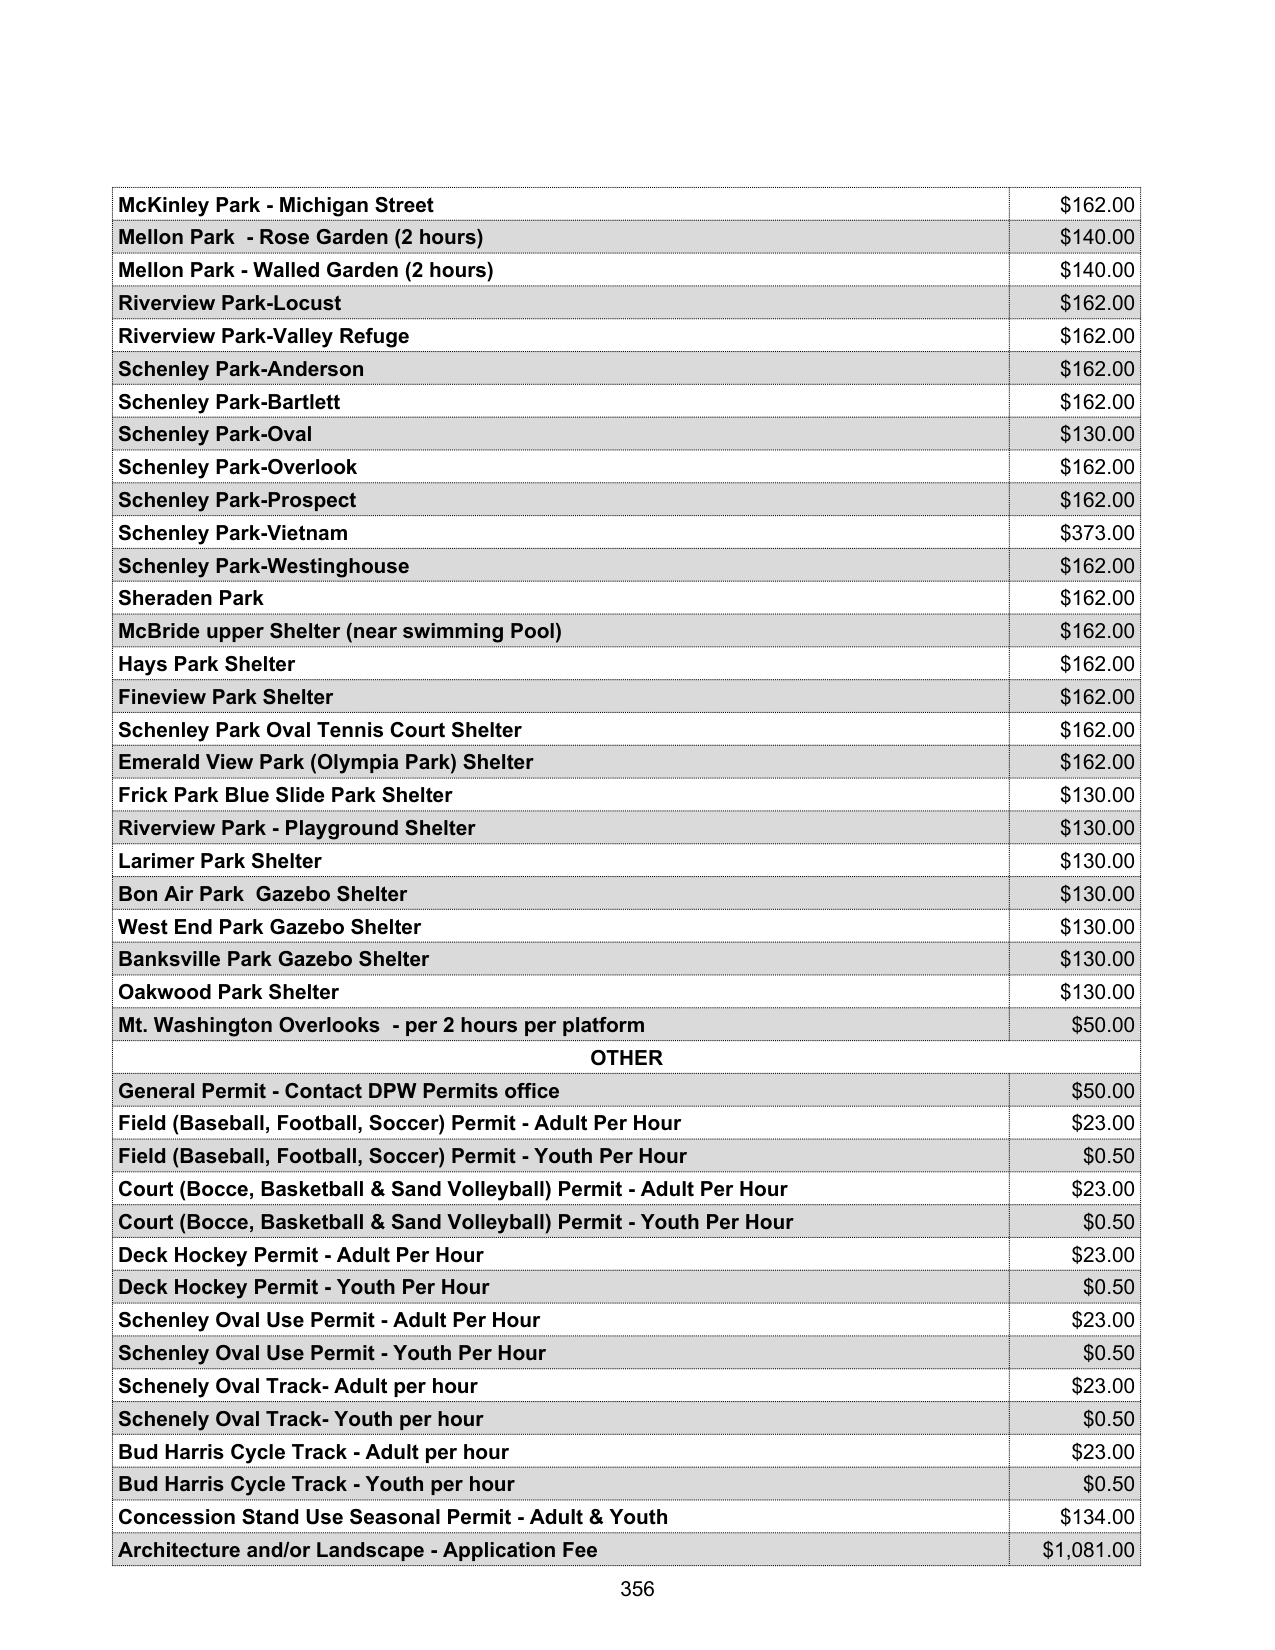 McKinley Park - Michigan Street $162.00
Mellon Park  - Rose Garden (2 hours) $140.00
Mellon Park - Walled Garden (2 hours) $140.00
Riverview Park-Locust $162.00
Riverview Park-Valley Refuge $162.00
Schenley Park-Anderson $162.00
Schenley Park-Bartlett $162.00
Schenley Park-Oval $130.00
Schenley Park-Overlook $162.00
Schenley Park-Prospect $162.00
Schenley Park-Vietnam $373.00
Schenley Park-Westinghouse $162.00
Sheraden Park $162.00
McBride upper Shelter (near swimming Pool) $162.00
Hays Park Shelter $162.00
Fineview Park Shelter $162.00
Schenley Park Oval Tennis Court Shelter $162.00
Emerald View Park (Olympia Park) Shelter $162.00
Frick Park Blue Slide Park Shelter $130.00
Riverview Park - Playground Shelter $130.00
Larimer Park Shelter $130.00
Bon Air Park  Gazebo Shelter $130.00
West End Park Gazebo Shelter $130.00
Banksville Park Gazebo Shelter $130.00
Oakwood Park Shelter $130.00
Mt. Washington Overlooks  - per 2 hours per platform $50.00
OTHER
General Permit - Contact DPW Permits office $50.00
Field (Baseball, Football, Soccer) Permit - Adult Per Hour $23.00
Field (Baseball, Football, Soccer) Permit - Youth Per Hour $0.50
Court (Bocce, Basketball & Sand Volleyball) Permit - Adult Per Hour $23.00
Court (Bocce, Basketball & Sand Volleyball) Permit - Youth Per Hour $0.50
Deck Hockey Permit - Adult Per Hour $23.00
Deck Hockey Permit - Youth Per Hour $0.50
Schenley Oval Use Permit - Adult Per Hour $23.00
Schenley Oval Use Permit - Youth Per Hour $0.50
Schenely Oval Track- Adult per hour $23.00
Schenely Oval Track- Youth per hour $0.50
Bud Harris Cycle Track - Adult per hour $23.00
Bud Harris Cycle Track - Youth per hour $0.50
Concession Stand Use Seasonal Permit - Adult & Youth $134.00
Architecture and/or Landscape - Application Fee $1,081.00
356